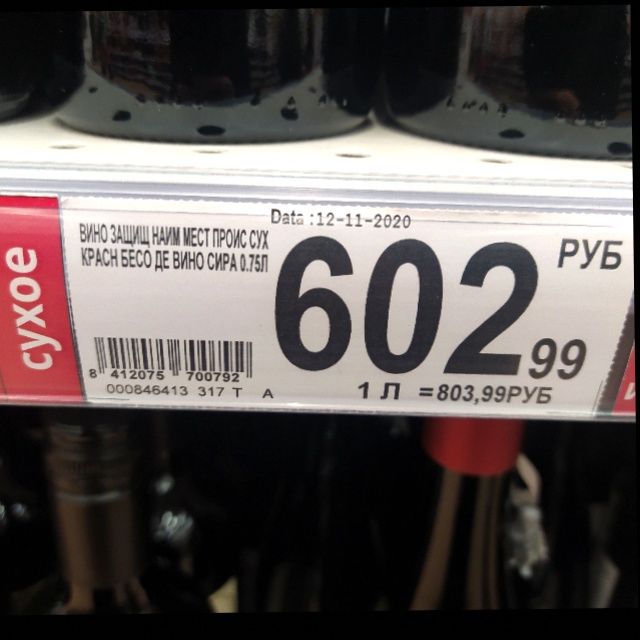 Data :12-11-2020
ВИНО ЗАЩИЩ НАИМ МЕСТ ПРОИС СУХ
КРАСН БЕСО ДЕ ВИНО СИРА 0.75Л
602 99
РУБ
сухое
8 412075 700792
000846413 317 Т А
1 Л =803,99РУБ